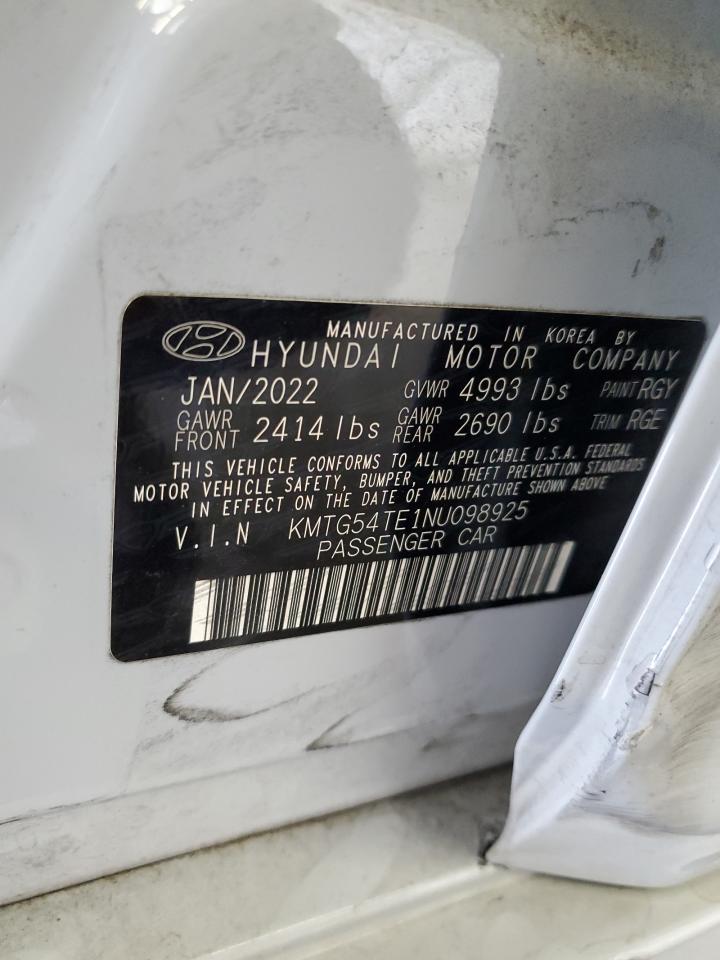 MANUFACTURED IN KOREA BY
HYUNDAI MOTOR COMPANY
JAN/2022 GVWR 4993 lbs PAINT RGY
GAWR FRONT 2414 lbs GAWR REAR 2690 lbs TRIM RGE
THIS VEHICLE CONFORMS TO ALL APPLICABLE U.S.A. FEDERAL
MOTOR VEHICLE SAFETY, BUMPER, AND THEFT PREVENTION STANDARDS
IN EFFECT ON THE DATE OF MANUFACTURE SHOWN ABOVE
V.I.N KMTG54TE1NU098925
PASSENGER CAR